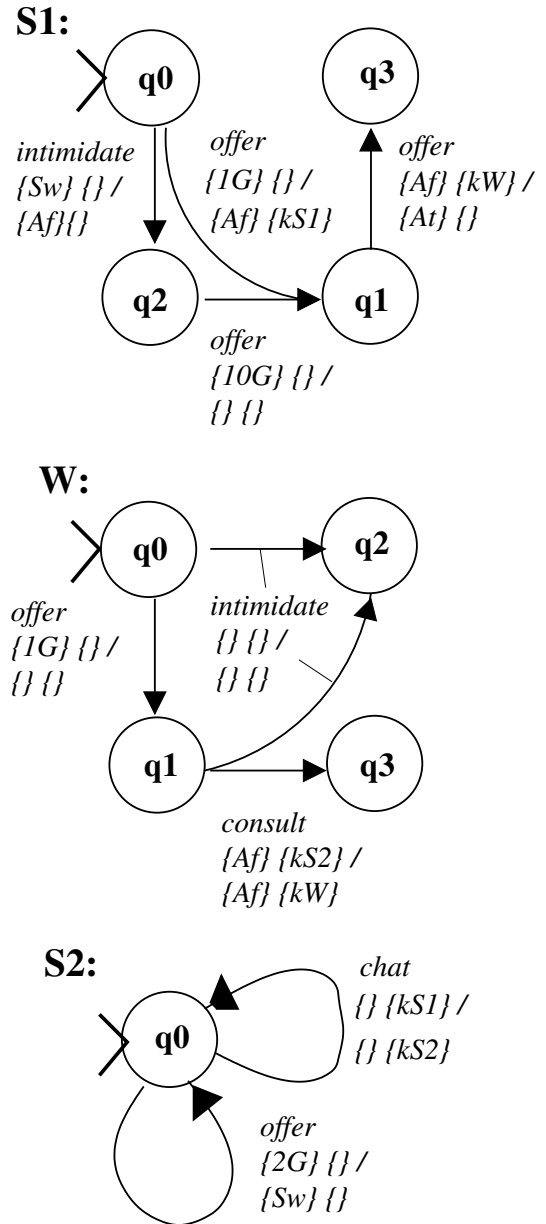 S1:
q0
q3
intimidate
{Sw} {} /
{Af}{}
offer
{1G} {} /
{Af} {kS1}
offer
{Af} {kW} /
{At} {}
q2
q1
offer
{10G} {} /
{} {}
W:
q0
q2
offer
{1G} {} /
{} {}
intimidate
{} {} /
{} {}
q1
q3
consult
{Af} {kS2} /
{Af} {kW}
S2:
q0
chat
{} {kS1} /
{} {kS2}
offer
{2G} {} /
{Sw} {}